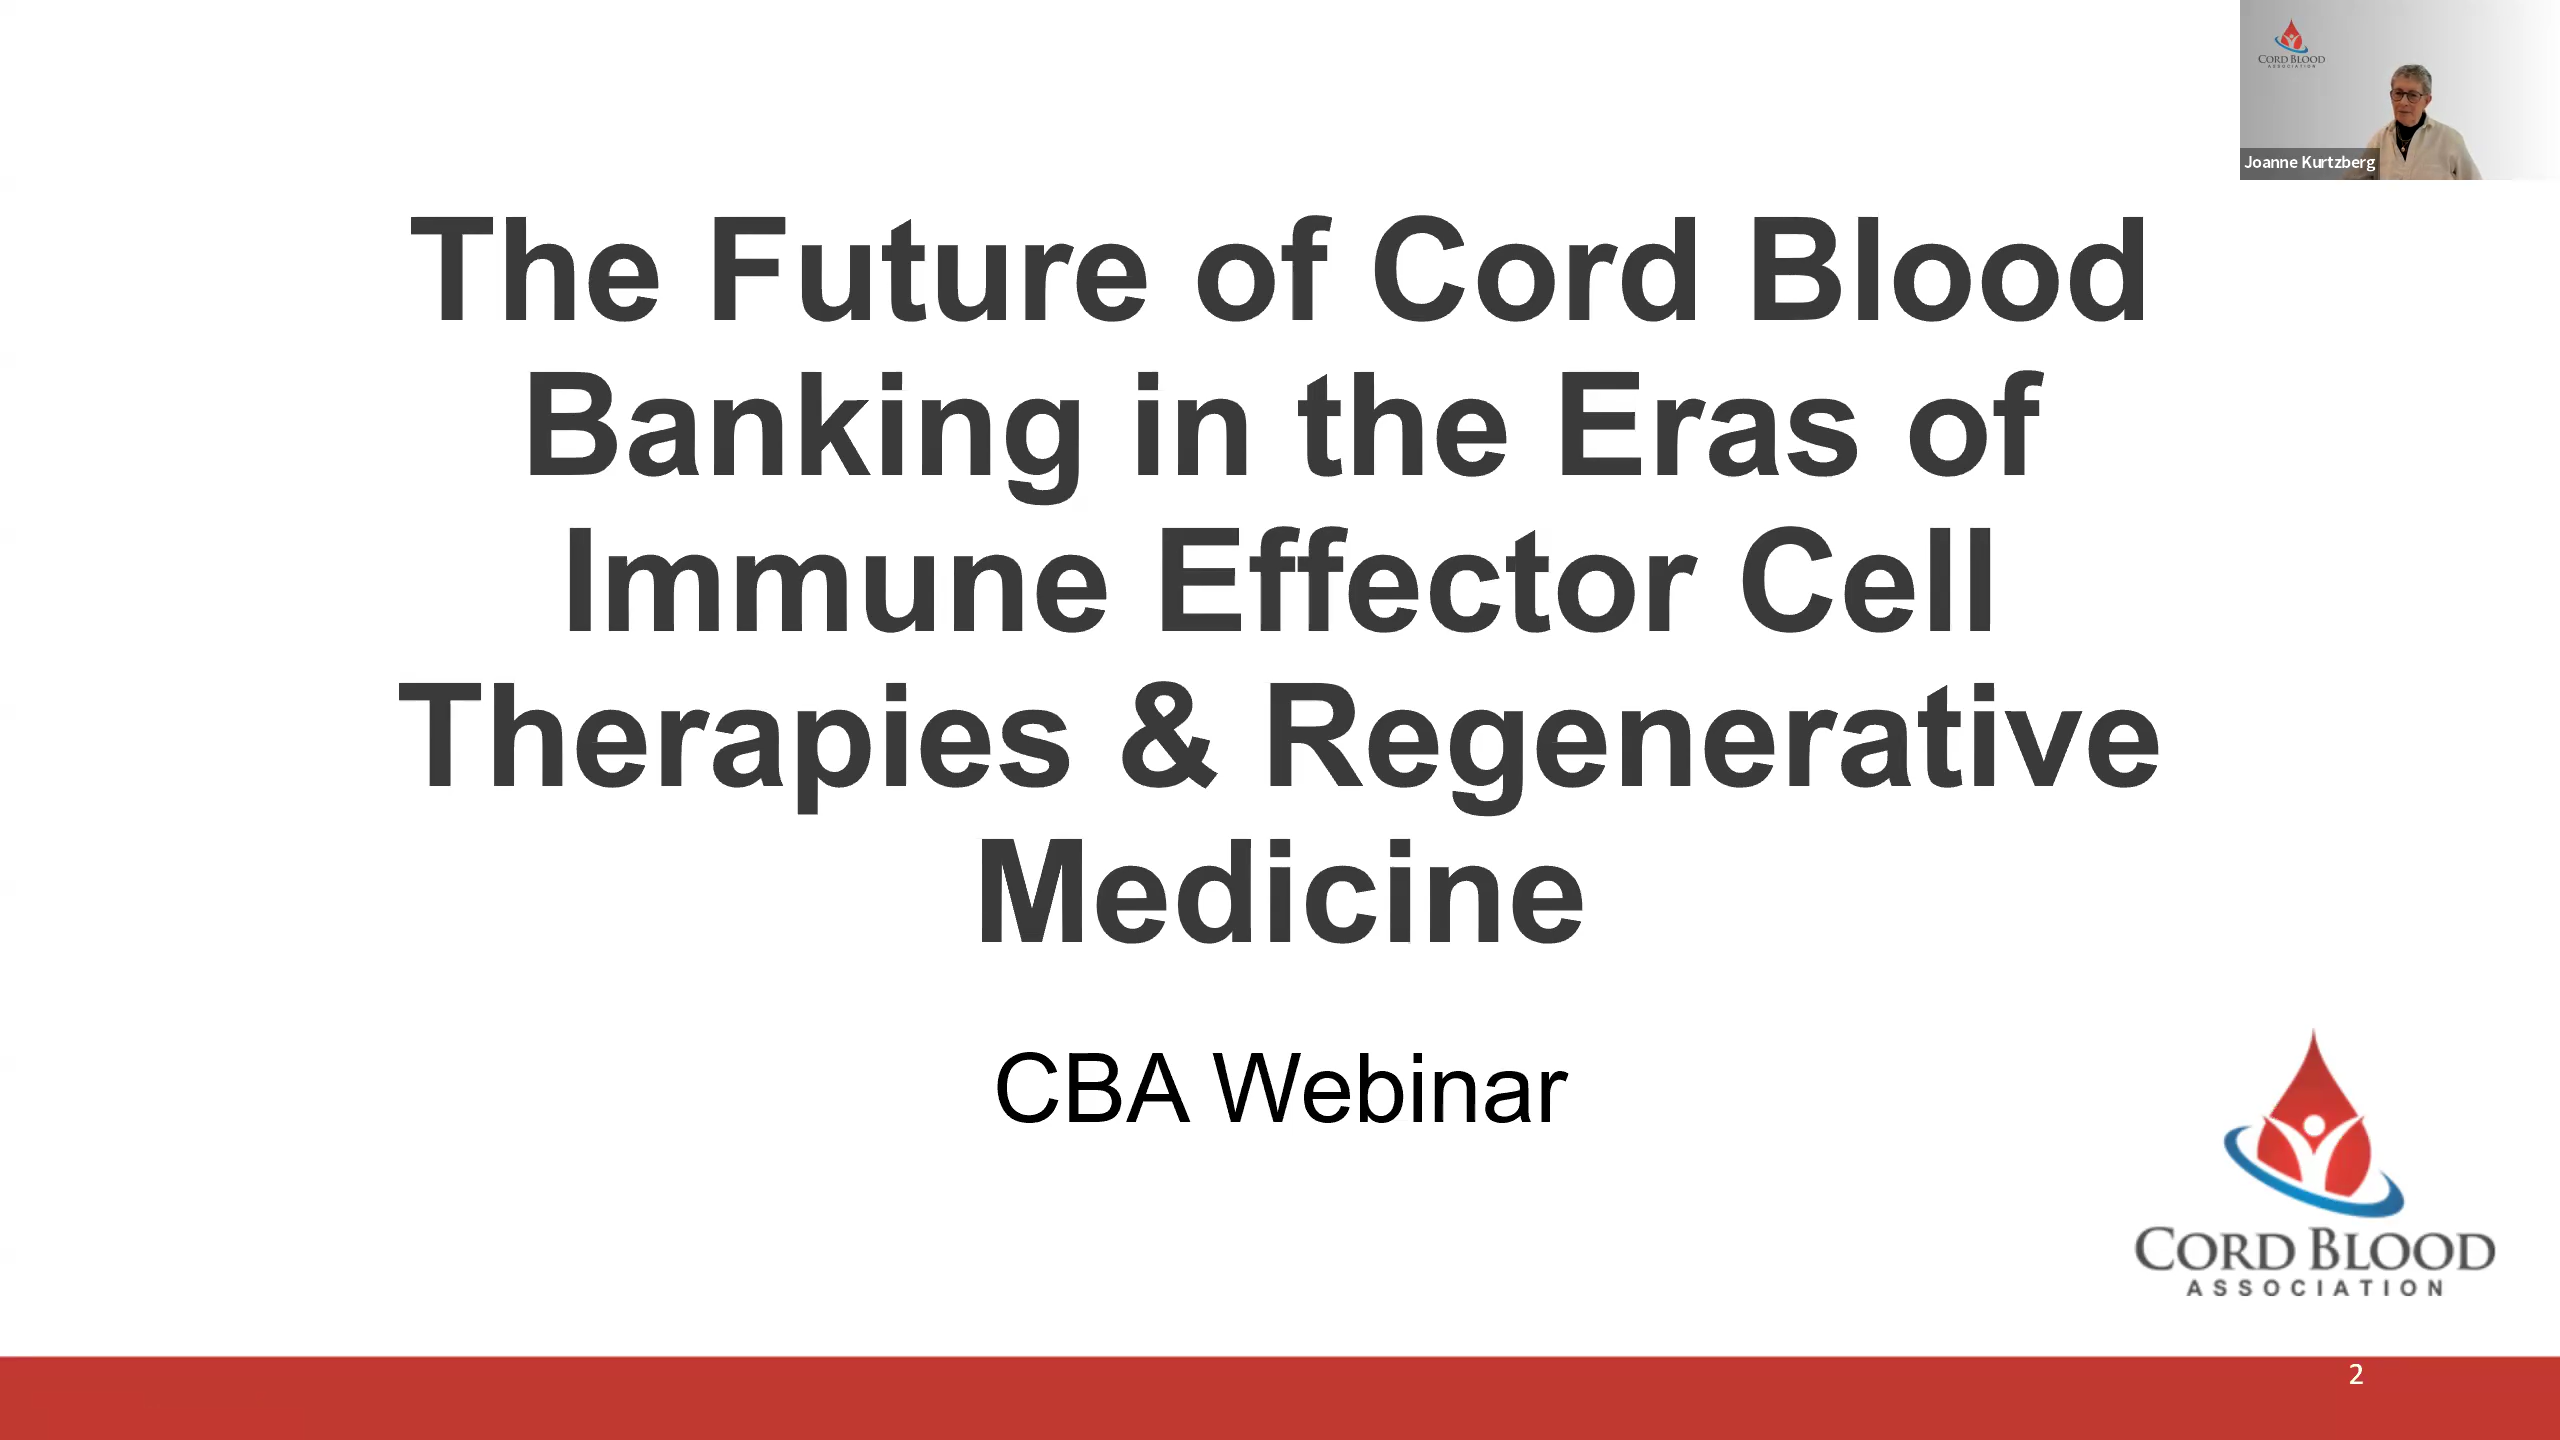 CORD BLOOD
ASSOCIATION
Joanne Kurtzberg
The Future of Cord Blood
Banking in the Eras of
Immune Effector Cell
Therapies & Regenerative
Medicine
CBA Webinar
CORD BLOOD
ASSOCIATION
2